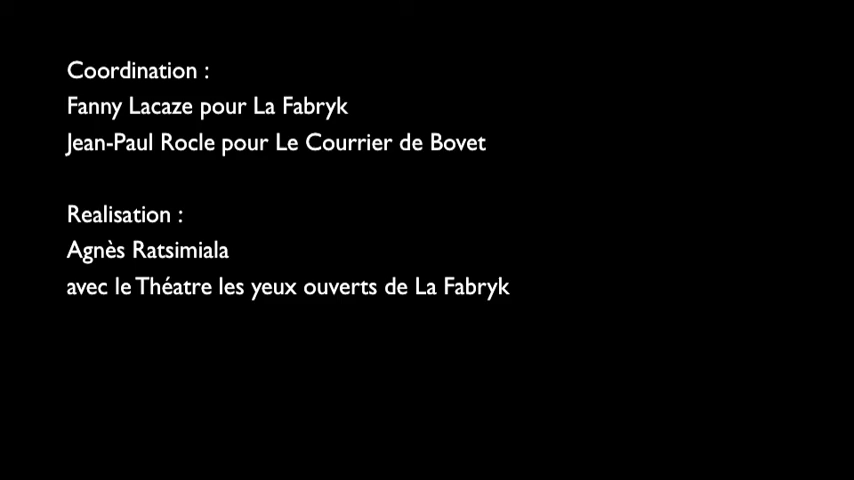 Coordination :
Fanny Lacaze pour La Fabryk
Jean-Paul Rocle pour Le Courrier de Bovet
Realisation :
Agnès Ratsimiala
avec le Théatre les yeux ouverts de La Fabryk